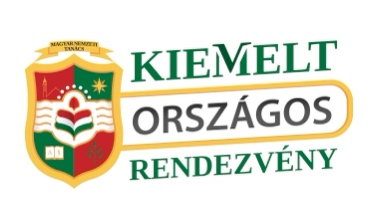 MAGYAR NEMZETI
TANÁCS
KIEMELT
ORSZÁGOS
RENDEZVÉNY